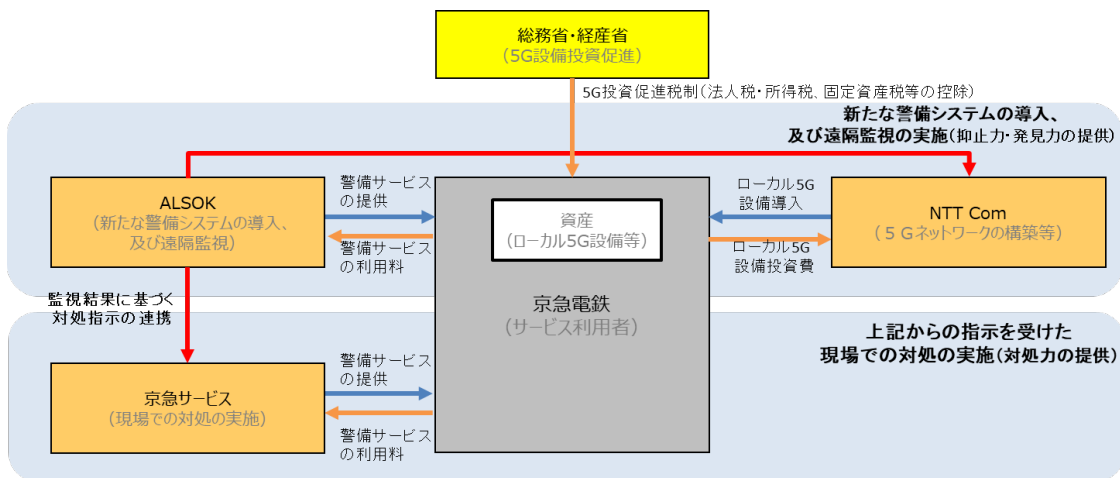 総務省・経産省
(5G設備投資促進)
5G投資促進税制(法人税・所得税、固定資産税等の控除)
新たな警備システムの導入、
及び遠隔監視の実施(抑止力・発見力の提供)
ALSOK
(新たな警備システムの導入、
及び遠隔監視)
警備サービス
の提供
警備サービス
の利用料
資産
(ローカル5G設備等)
京急電鉄
(サービス利用者)
ローカル5G
設備導入
ローカル5G
設備投資費
NTT Com
(5Gネットワークの構築等)
監視結果に基づく
対処指示の連携
上記からの指示を受けた
現場での対処の実施(対処力の提供)
京急サービス
(現場での対処の実施)
警備サービス
の提供
警備サービス
の利用料